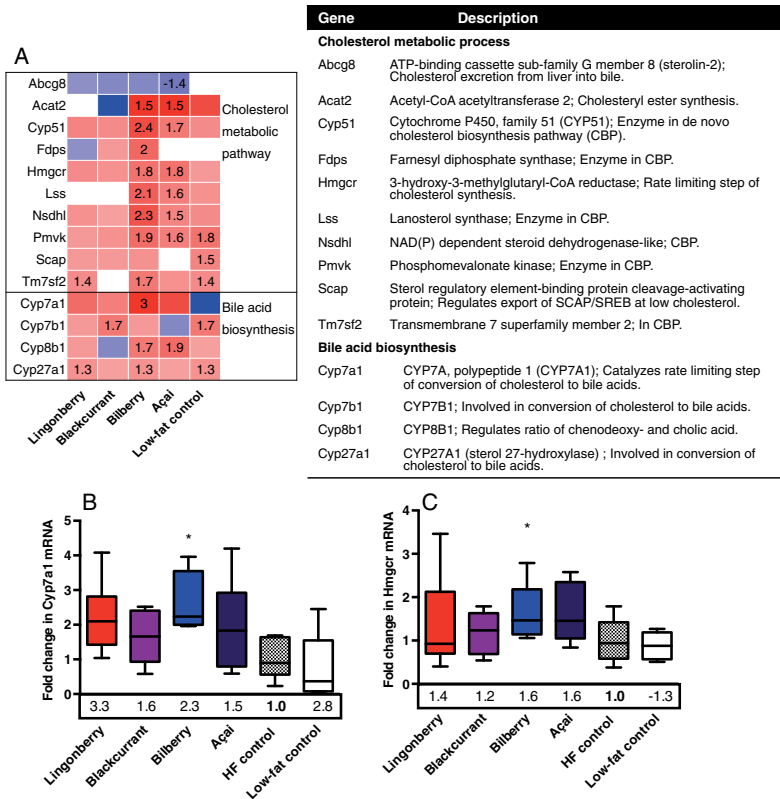 A
Abcg8 -1.4
Acat2 1.5 1.5
Cyp51 2.4 1.7
Fdps 2
Hmgcr 1.8 1.8
Lss 2.1 1.6
Nsdhl 2.3 1.5
Pmvk 1.9 1.6 1.8
Scap 1.5
Tm7sf2 1.4 1.7 1.4
Cholesterol
metabolic
pathway
Cyp7a1 3
Cyp7b1 1.7 1.7
Cyp8b1 1.7 1.9
Cyp27a1 1.3 1.3 1.3
Bile acid
biosynthesis
Lingonberry
Blackcurrant
Bilberry
Açai
Low-fat control
Gene Description
Cholesterol metabolic process
Abcg8 ATP-binding cassette sub-family G member 8 (sterolin-2);
Cholesterol excretion from liver into bile.
Acat2 Acetyl-CoA acetyltransferase 2; Cholesteryl ester synthesis.
Cyp51 Cytochrome P450, family 51 (CYP51); Enzyme in de novo
cholesterol biosynthesis pathway (CBP).
Fdps Farnesyl diphosphate synthase; Enzyme in CBP.
Hmgcr 3-hydroxy-3-methylglutaryl-CoA reductase; Rate limiting step of
cholesterol synthesis.
Lss Lanosterol synthase; Enzyme in CBP.
Nsdhl NAD(P) dependent steroid dehydrogenase-like; CBP.
Pmvk Phosphomevalonate kinase; Enzyme in CBP.
Scap Sterol regulatory element-binding protein cleavage-activating
protein; Regulates export of SCAP/SREB at low cholesterol.
Tm7sf2 Transmembrane 7 superfamily member 2; In CBP.
Bile acid biosynthesis
Cyp7a1 CYP7A, polypeptide 1 (CYP7A1); Catalyzes rate limiting step
of conversion of cholesterol to bile acids.
Cyp7b1 CYP7B1; Involved in conversion of cholesterol to bile acids.
Cyp8b1 CYP8B1; Regulates ratio of chenodeoxy- and cholic acid.
Cyp27a1 CYP27A1 (sterol 27-hydroxylase) ; Involved in conversion of
cholesterol to bile acids.
B
Fold change in Cyp7a1 mRNA
5
4
3
2
1
0
*
3.3 1.6 2.3 1.5 1.0 2.8
Lingonberry
Blackcurrant
Bilberry
Açai
HF control
Low-fat control
C
Fold change in Hmgcr mRNA
4
3
2
1
0
*
1.4 1.2 1.6 1.6 1.0 -1.3
Lingonberry
Blackcurrant
Bilberry
Açai
HF control
Low-fat control